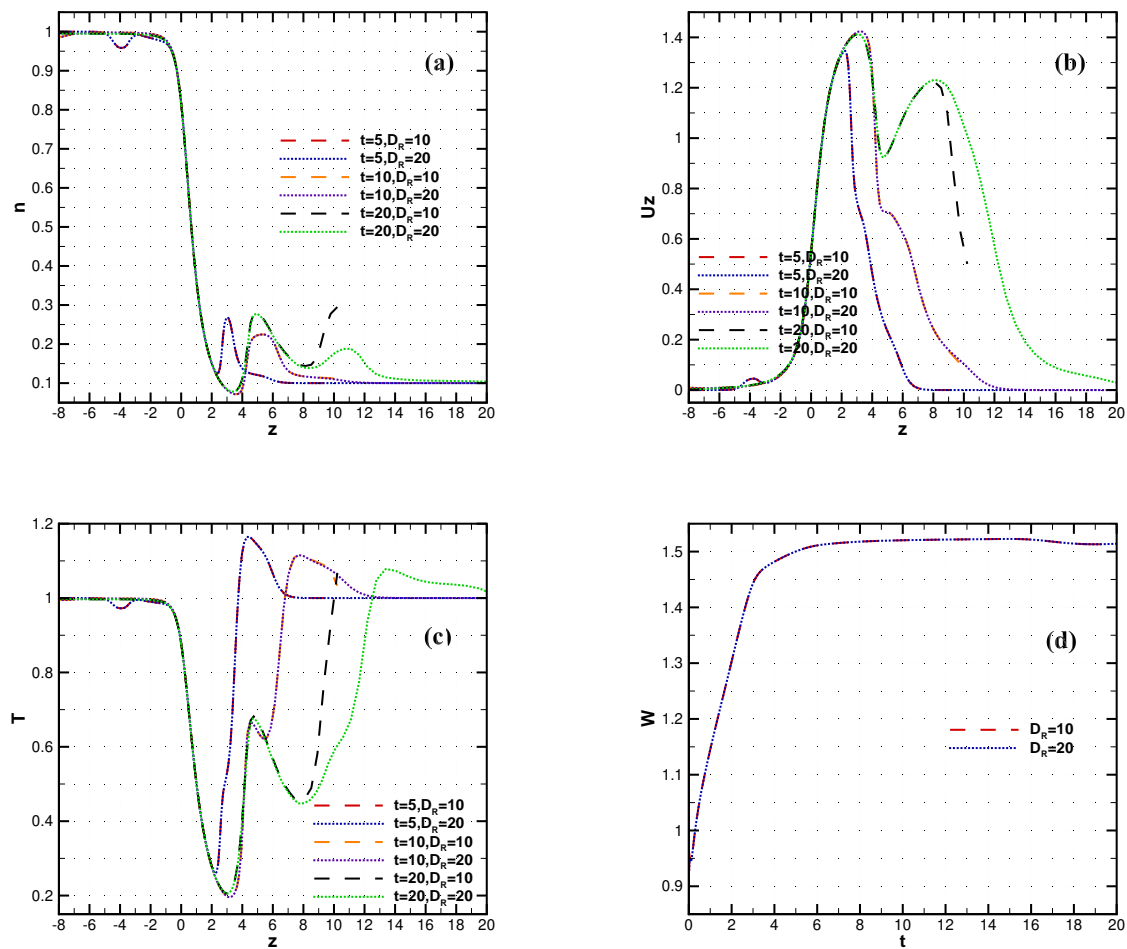 (a)
n
1
0.9
0.8
0.7
0.6
0.5
0.4
0.3
0.2
0.1
t=5,D_R=10
t=5,D_R=20
t=10,D_R=10
t=10,D_R=20
t=20,D_R=10
t=20,D_R=20
-8 -6 -4 -2 0 2 4 6 8 10 12 14 16 18 20
z
(b)
Uz
1.4
1.2
1
0.8
0.6
0.4
0.2
0
t=5,D_R=10
t=5,D_R=20
t=10,D_R=10
t=10,D_R=20
t=20,D_R=10
t=20,D_R=20
-8 -6 -4 -2 0 2 4 6 8 10 12 14 16 18 20
z
(c)
T
1.2
1
0.8
0.6
0.4
0.2
t=5,D_R=10
t=5,D_R=20
t=10,D_R=10
t=10,D_R=20
t=20,D_R=10
t=20,D_R=20
-8 -6 -4 -2 0 2 4 6 8 10 12 14 16 18 20
z
(d)
W
1.5
1.4
1.3
1.2
1.1
1
0.9
D_R=10
D_R=20
0 2 4 6 8 10 12 14 16 18 20
t